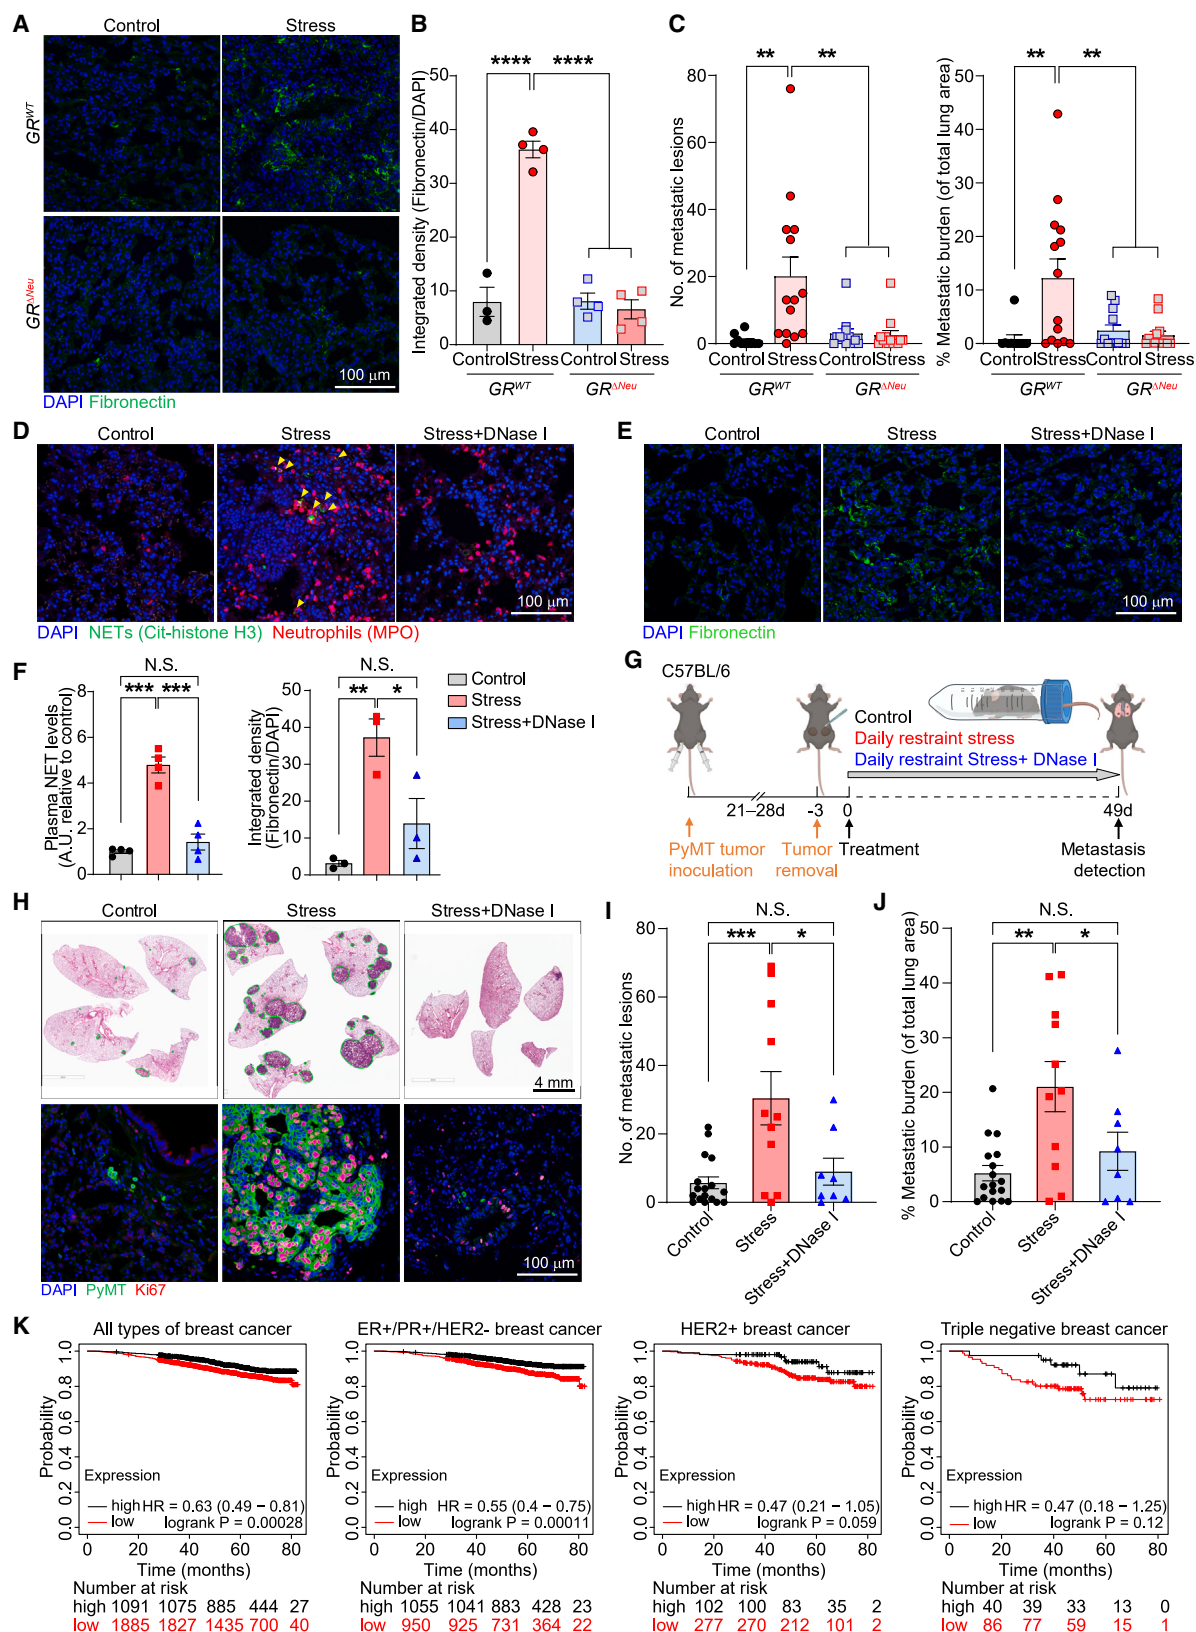 A
Control
Stress
GR^WT
GR^ΔNeu
100 μm
DAPI Fibronectin
B
Integrated density (Fibronectin/DAPI)
50
40
30
20
10
0
****
****
Control Stress
Control Stress
GR^WT
GR^ΔNeu
C
No. of metastatic lesions
80
60
40
20
0
**
**
Control Stress
Control Stress
GR^WT
GR^ΔNeu
% Metastatic burden (of total lung area)
50
40
30
20
10
0
**
**
Control Stress
Control Stress
GR^WT
GR^ΔNeu
D
Control
Stress
Stress+DNase I
100 μm
DAPI NETs (Cit-histone H3) Neutrophils (MPO)
E
Control
Stress
Stress+DNase I
100 μm
DAPI Fibronectin
F
Plasma NET levels
(A.U. relative to control)
8
6
4
2
0
N.S.
***
***
Integrated density
(Fibronectin/DAPI)
50
40
30
20
10
0
N.S.
**
*
Control
Stress
Stress+DNase I
G
C57BL/6
Control
Daily restraint stress
Daily restraint Stress+ DNase I
21–28d
-3
0
49d
PyMT tumor
inoculation
Tumor
removal
Treatment
Metastasis
detection
H
Control
Stress
Stress+DNase I
4 mm
100 μm
DAPI PyMT Ki67
I
No. of metastatic lesions
80
60
40
20
0
N.S.
***
*
Control
Stress
Stress+DNase I
J
% Metastatic burden (of total lung area)
50
40
30
20
10
0
N.S.
**
*
Control
Stress
Stress+DNase I
K
All types of breast cancer
Probability
1.0
0.8
0.6
0.4
0.2
0.0
Expression
high HR = 0.63 (0.49 – 0.81)
low logrank P = 0.00028
0 20 40 60 80
Time (months)
Number at risk
high 1091 1075 885 444 27
low 1885 1827 1435 700 40
ER+/PR+/HER2- breast cancer
Probability
1.0
0.8
0.6
0.4
0.2
0.0
Expression
high HR = 0.55 (0.4 – 0.75)
low logrank P = 0.00011
0 20 40 60 80
Time (months)
Number at risk
high 1055 1041 883 428 23
low 950 925 731 364 22
HER2+ breast cancer
Probability
1.0
0.8
0.6
0.4
0.2
0.0
Expression
high HR = 0.47 (0.21 - 1.05)
low logrank P = 0.059
0 20 40 60 80
Time (months)
Number at risk
high 102 100 83 35 2
low 277 270 212 101 2
Triple negative breast cancer
Probability
1.0
0.8
0.6
0.4
0.2
0.0
Expression
high HR = 0.47 (0.18 - 1.25)
low logrank P = 0.12
0 20 40 60 80
Time (months)
Number at risk
high 40 39 33 13 0
low 86 77 59 15 1